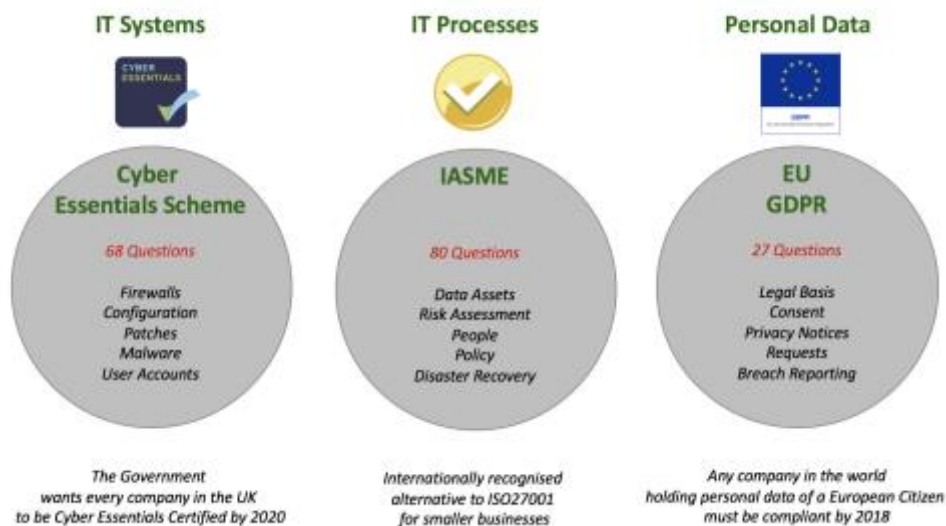 IT Systems
CYBER
ESSENTIALS
Cyber
Essentials Scheme
68 Questions
Firewalls
Configuration
Patches
Malware
User Accounts
The Government
wants every company in the UK
to be Cyber Essentials Certified by 2020
IT Processes
IASME
80 Questions
Data Assets
Risk Assessment
People
Policy
Disaster Recovery
Internationally recognised
alternative to ISO27001
for smaller businesses
Personal Data
GDPR
EU
GDPR
27 Questions
Legal Basis
Consent
Privacy Notices
Requests
Breach Reporting
Any company in the world
holding personal data of a European Citizen
must be compliant by 2018